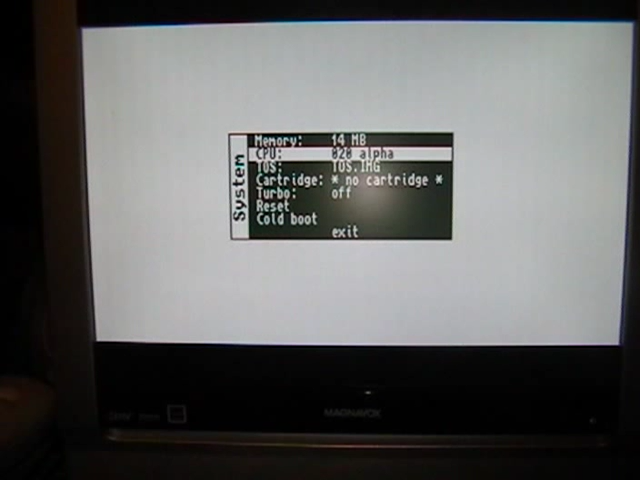 System
Memory: 14 MB
CPU: 020 alpha
TOS: TOS.IMG
Cartridge: * no cartridge *
Turbo: off
Reset
Cold boot
exit
MAGNAVOX